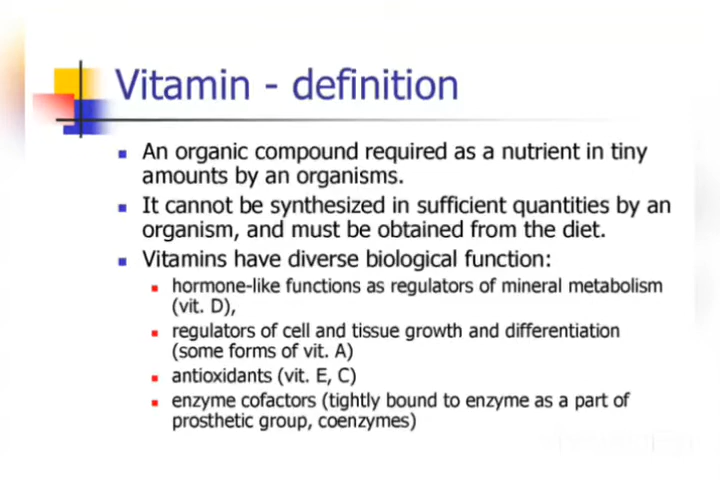 Vitamin - definition
■ An organic compound required as a nutrient in tiny
amounts by an organisms.
■ It cannot be synthesized in sufficient quantities by an
organism, and must be obtained from the diet.
■ Vitamins have diverse biological function:
■ hormone-like functions as regulators of mineral metabolism
(vit. D),
■ regulators of cell and tissue growth and differentiation
(some forms of vit. A)
■ antioxidants (vit. E, C)
■ enzyme cofactors (tightly bound to enzyme as a part of
prosthetic group, coenzymes)